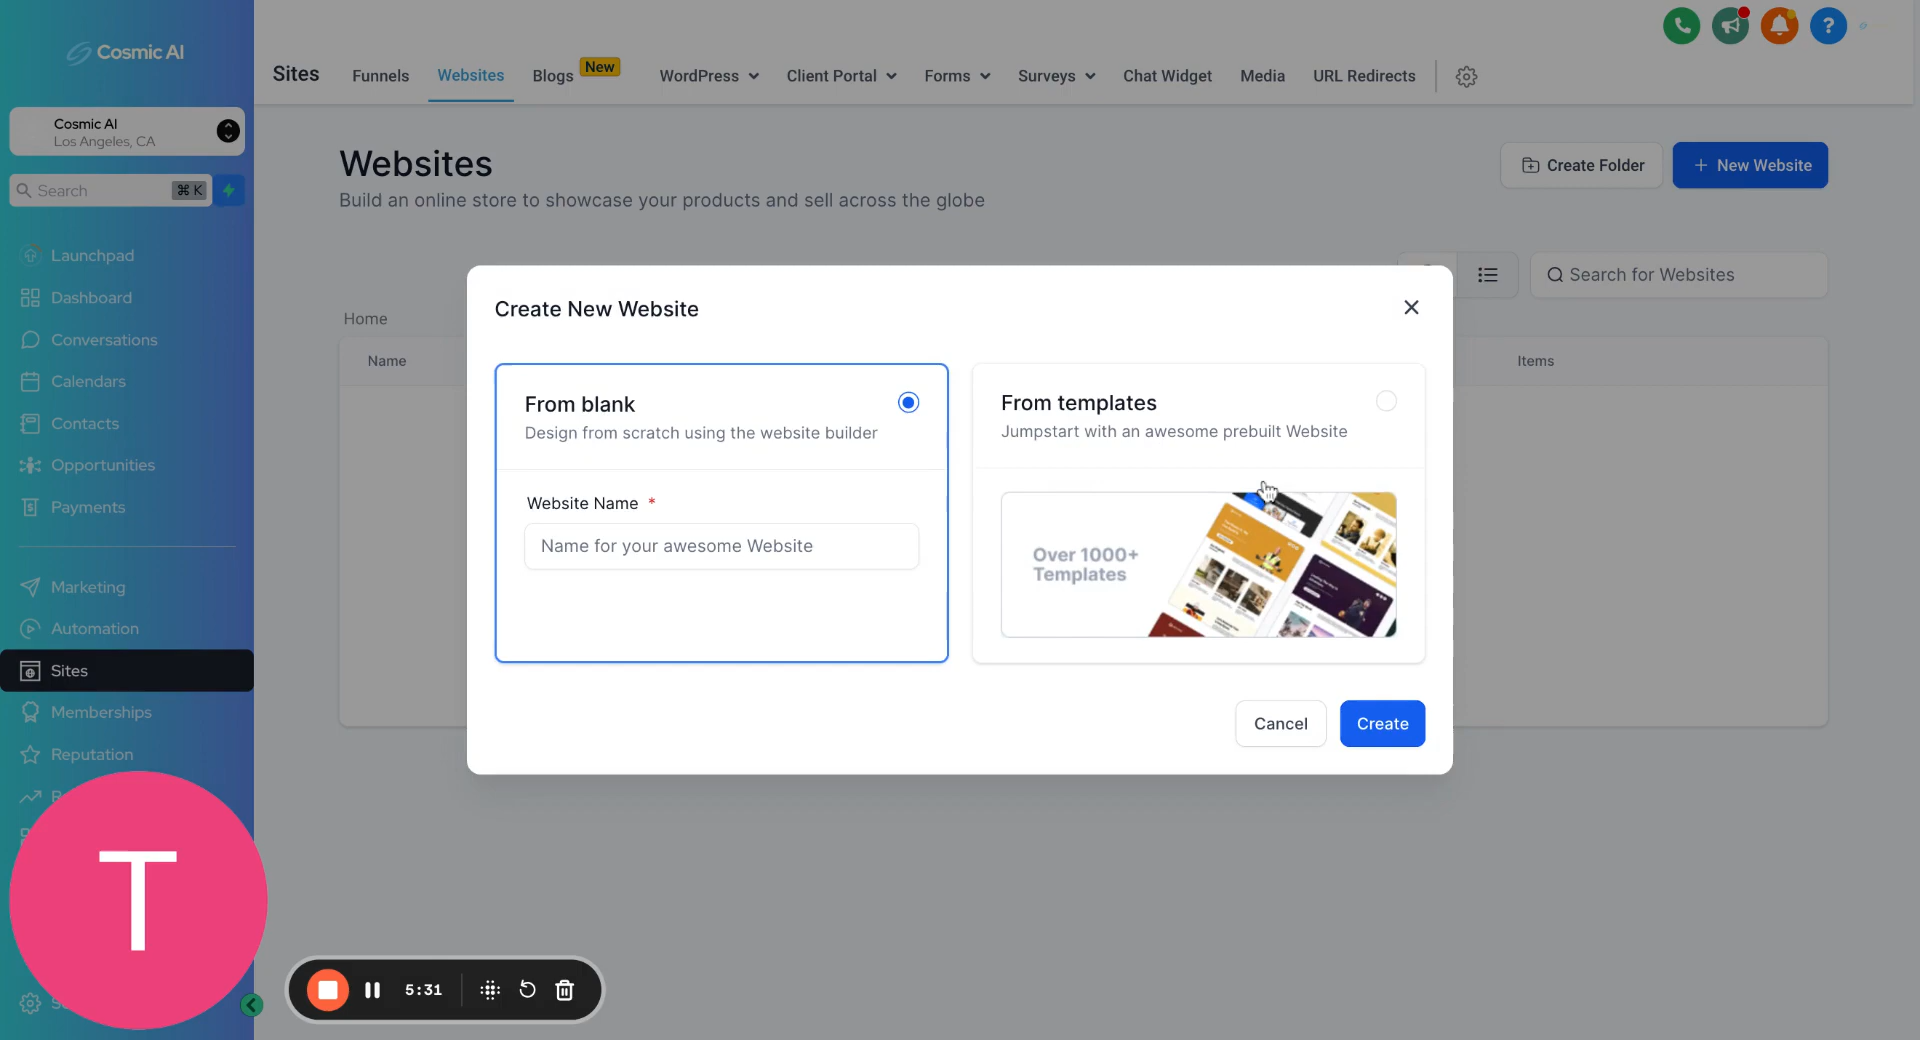 Cosmic AI
Cosmic AI
Los Angeles, CA
Search
⌘ K
Launchpad
Dashboard
Conversations
Calendars
Contacts
Opportunities
Payments
Marketing
Automation
Sites
Memberships
Reputation
T
Sites
Funnels
Websites
Blogs
New
WordPress
Client Portal
Forms
Surveys
Chat Widget
Media
URL Redirects
?
Websites
Build an online store to showcase your products and sell across the globe
Create Folder
+ New Website
Search for Websites
Home
Name
Items
Create New Website
From blank
Design from scratch using the website builder
Website Name *
Name for your awesome Website
From templates
Jumpstart with an awesome prebuilt Website
Over 1000+
Templates
Cancel
Create
5:31